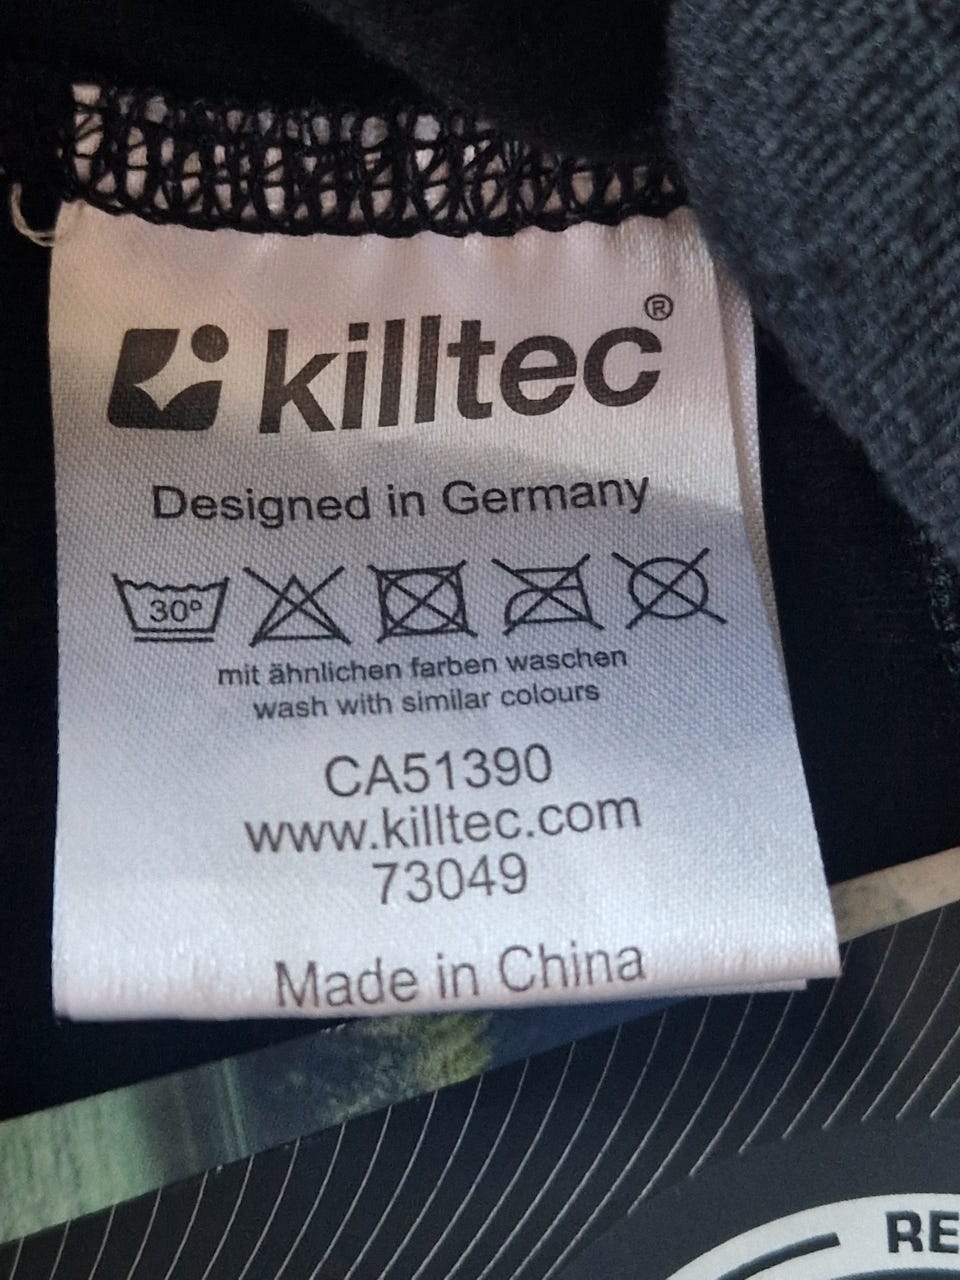 killtec®
Designed in Germany
30º
mit ähnlichen farben waschen
wash with similar colours
CA51390
www.killtec.com
73049
Made in China
RE